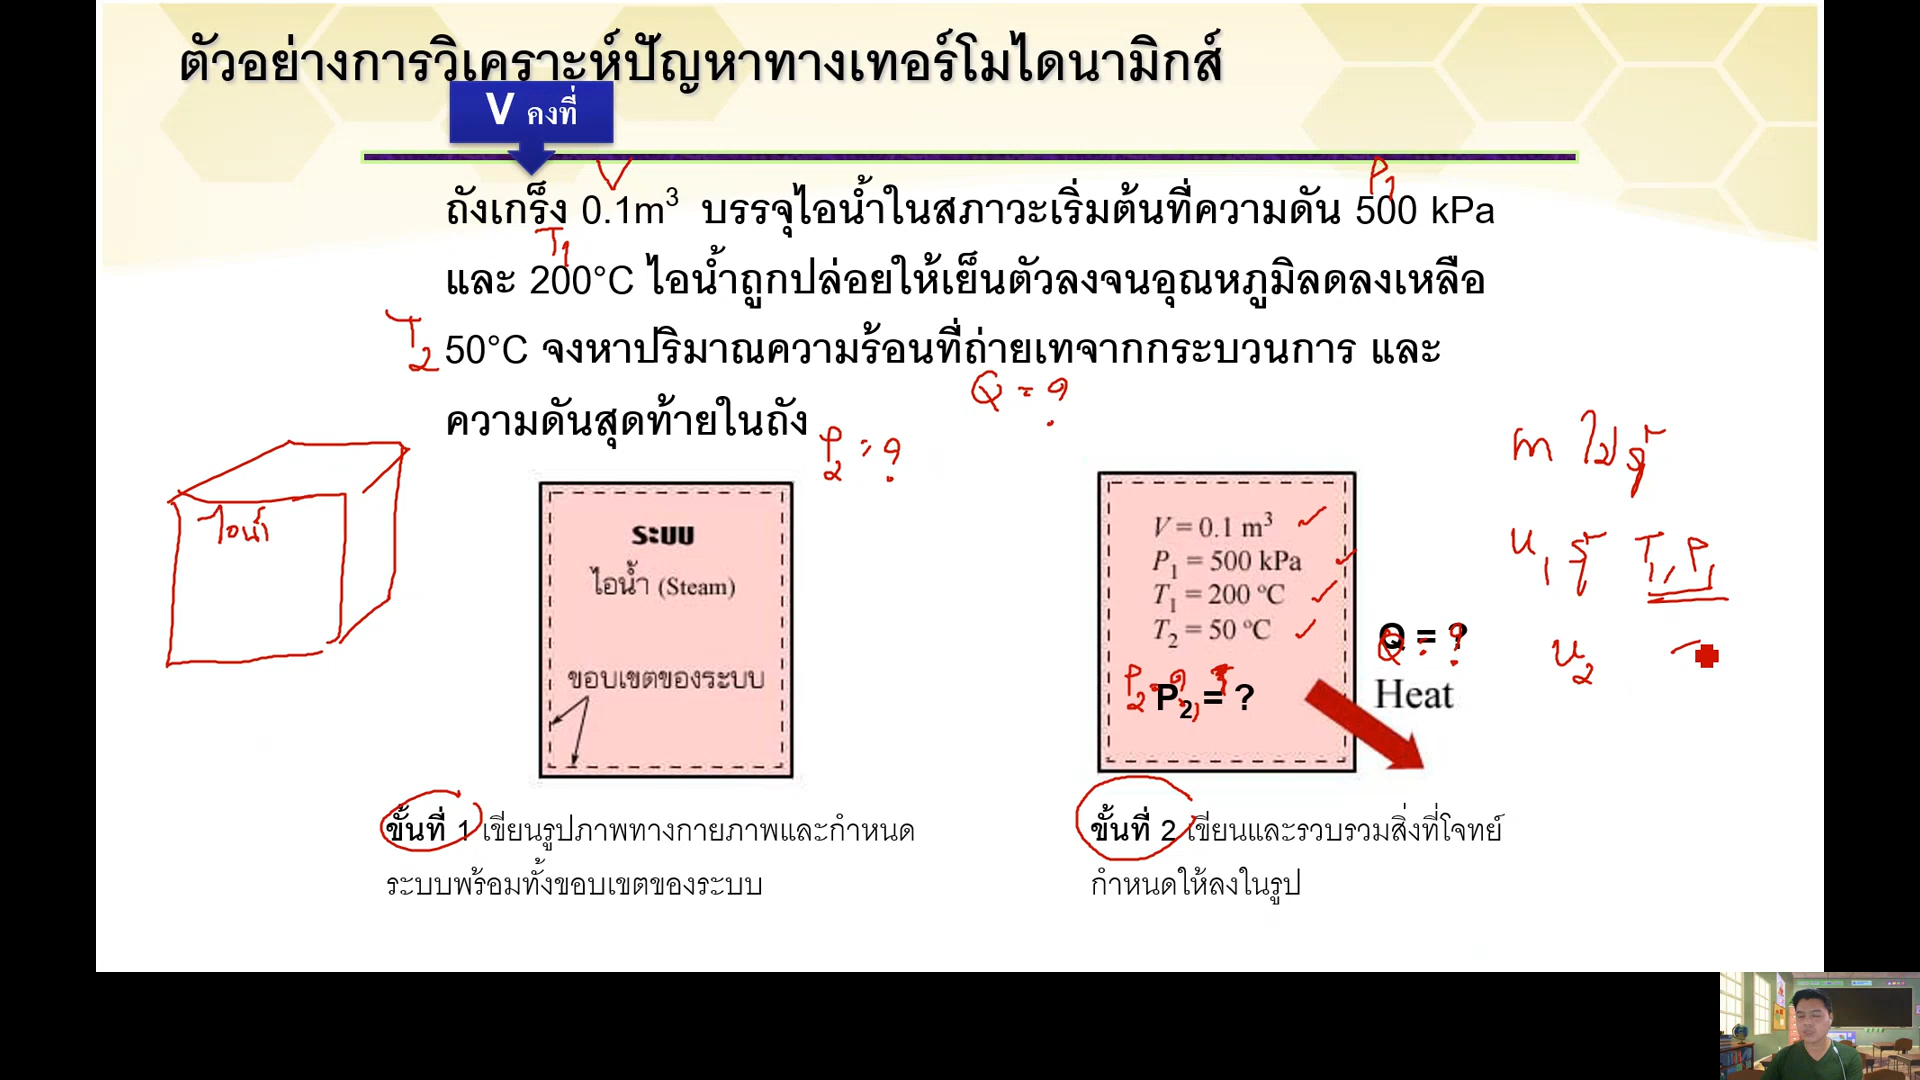 ตัวอย่างการวิเคราะห์ปัญหาทางเทอร์โมไดนามิกส์
V คงที่
V
P1
ถังเกร็ง 0.1m³ บรรจุไอน้ำในสภาวะเริ่มต้นที่ความดัน 500 kPa
T1
และ 200°C ไอน้ำถูกปล่อยให้เย็นตัวลงจนอุณหภูมิลดลงเหลือ
T2
50°C จงหาปริมาณความร้อนที่ถ่ายเทจากกระบวนการ และ
Q = ?
ความดันสุดท้ายในถัง
P2 = ?
ไอน้ำ
ระบบ
ไอน้ำ (Steam)
ขอบเขตของระบบ
V = 0.1 m³
P1 = 500 kPa
T1 = 200 °C
T2 = 50 °C
P2 = ?
P2 = ?
Q = ?
Q = ?
Heat
m ไม่รู้
u1 รู้ T1, P1
u2
ขั้นที่ 1 เขียนรูปภาพทางกายภาพและกำหนด
ระบบพร้อมทั้งขอบเขตของระบบ
ขั้นที่ 2 เขียนและรวบรวมสิ่งที่โจทย์
กำหนดให้ลงในรูป